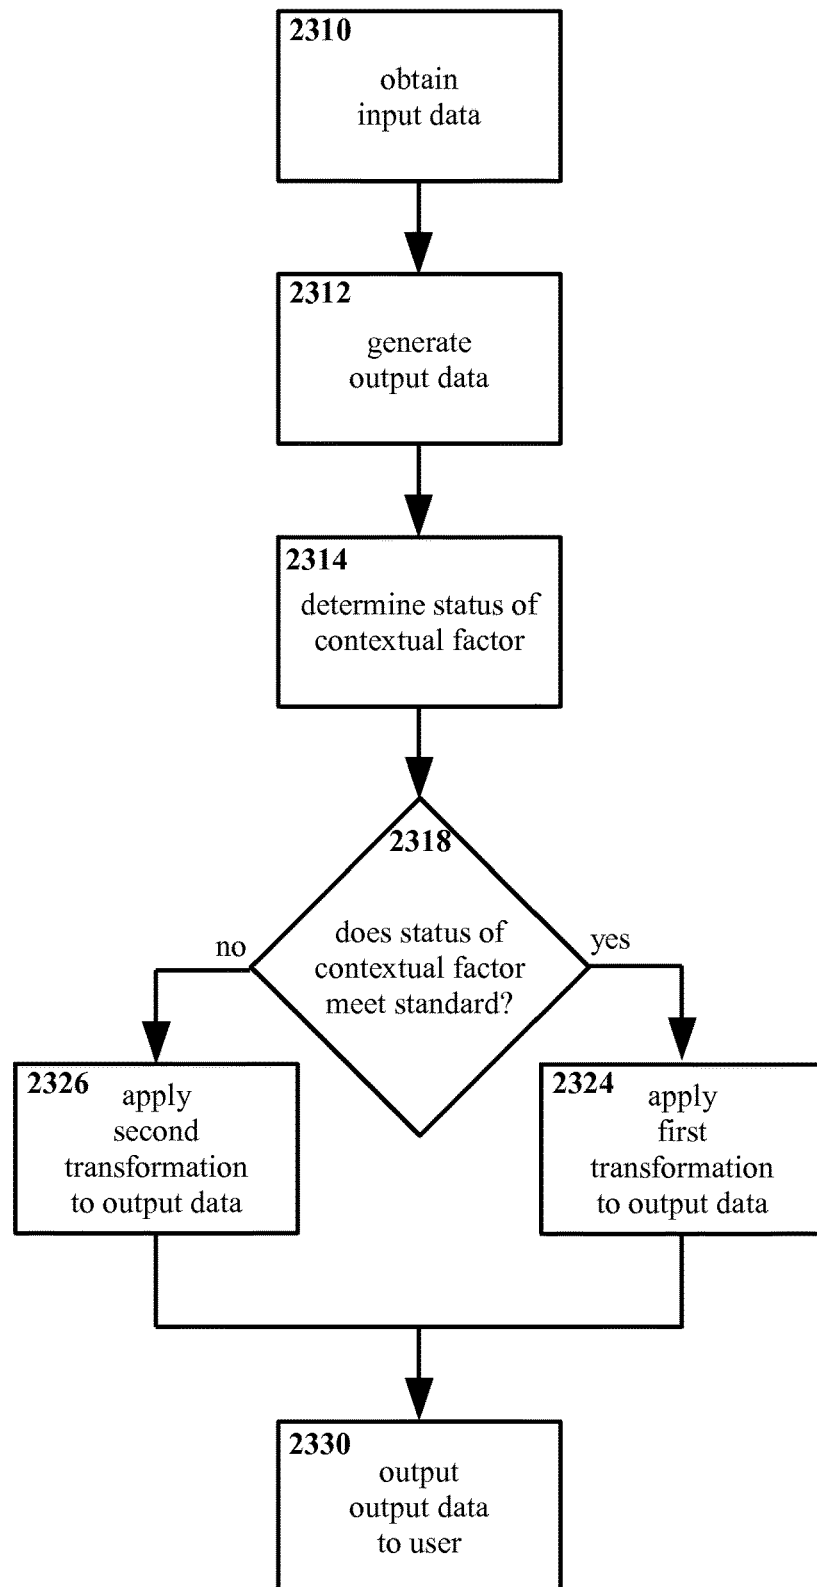 2310
obtain
input data
2312
generate
output data
2314
determine status of
contextual factor
2318
does status of
contextual factor
meet standard?
no
yes
2326
apply
second
transformation
to output data
2324
apply
first
transformation
to output data
2330
output
output data
to user